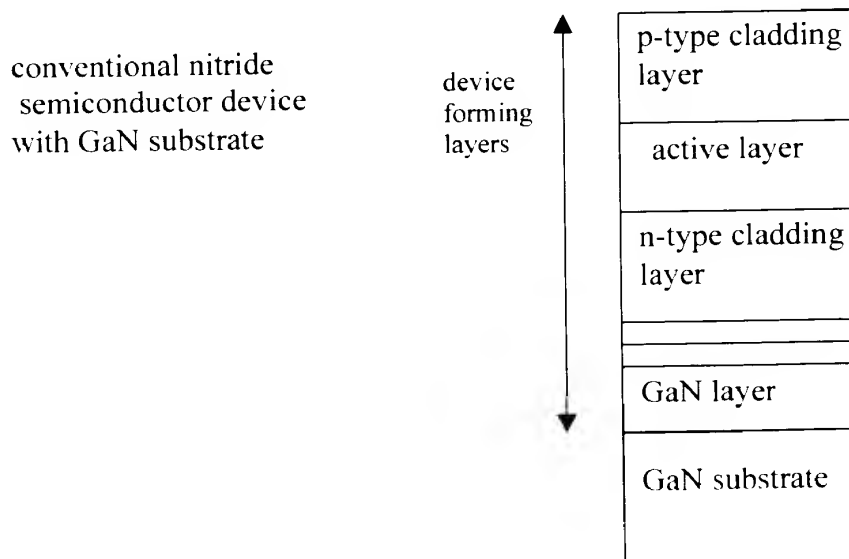 conventional nitride
semiconductor device
with GaN substrate
device
forming
layers
p-type cladding
layer
active layer
n-type cladding
layer
GaN layer
GaN substrate